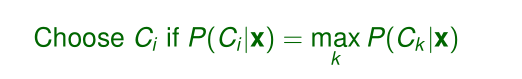 Choose C_i if P(C_i|x) = max_k P(C_k|x)